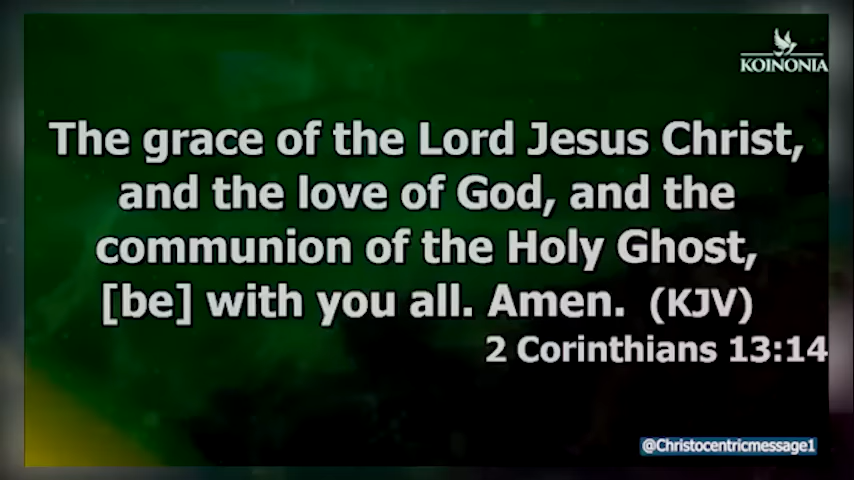 KOINONIA
The grace of the Lord Jesus Christ,
and the love of God, and the
communion of the Holy Ghost,
[be] with you all. Amen. (KJV)
2 Corinthians 13:14
@Christocentricmessage1